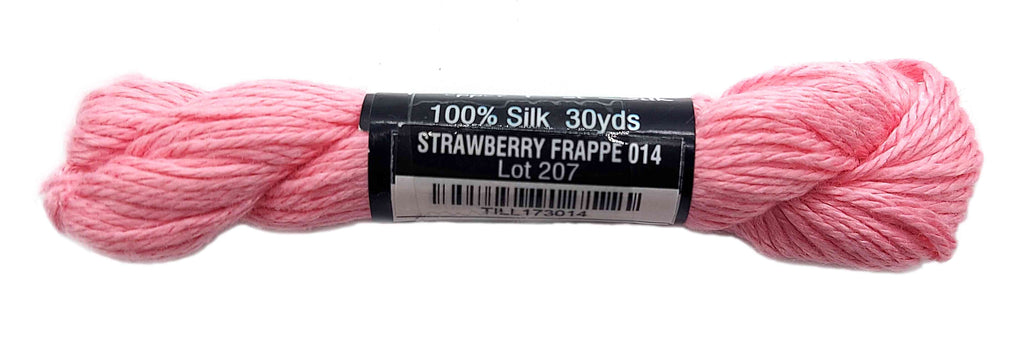 100% Silk 30yds
STRAWBERRY FRAPPE 014
Lot 207
TILL173014